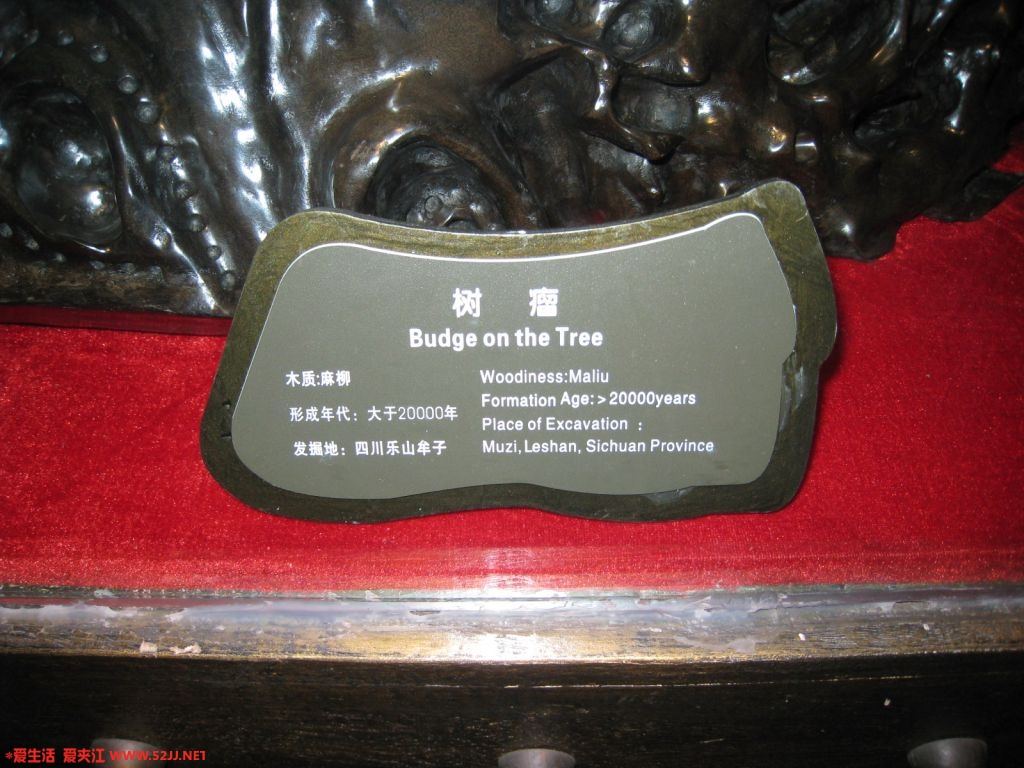 树 瘤
Budge on the Tree
木质:麻柳
形成年代：大于20000年
发掘地：四川乐山牟子
Woodiness:Maliu
Formation Age:>20000years
Place of Excavation ：
Muzi, Leshan, Sichuan Province
*爱生活 爱夹江 www.52JJ.NET